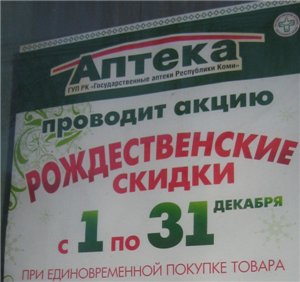 Аптека
ГУП РК «Государственные аптеки Республики Коми»
проводит акцию
РОЖДЕСТВЕНСКИЕ
СКИДКИ
с 1 по 31 ДЕКАБРЯ
ПРИ ЕДИНОВРЕМЕННОЙ ПОКУПКЕ ТОВАРА